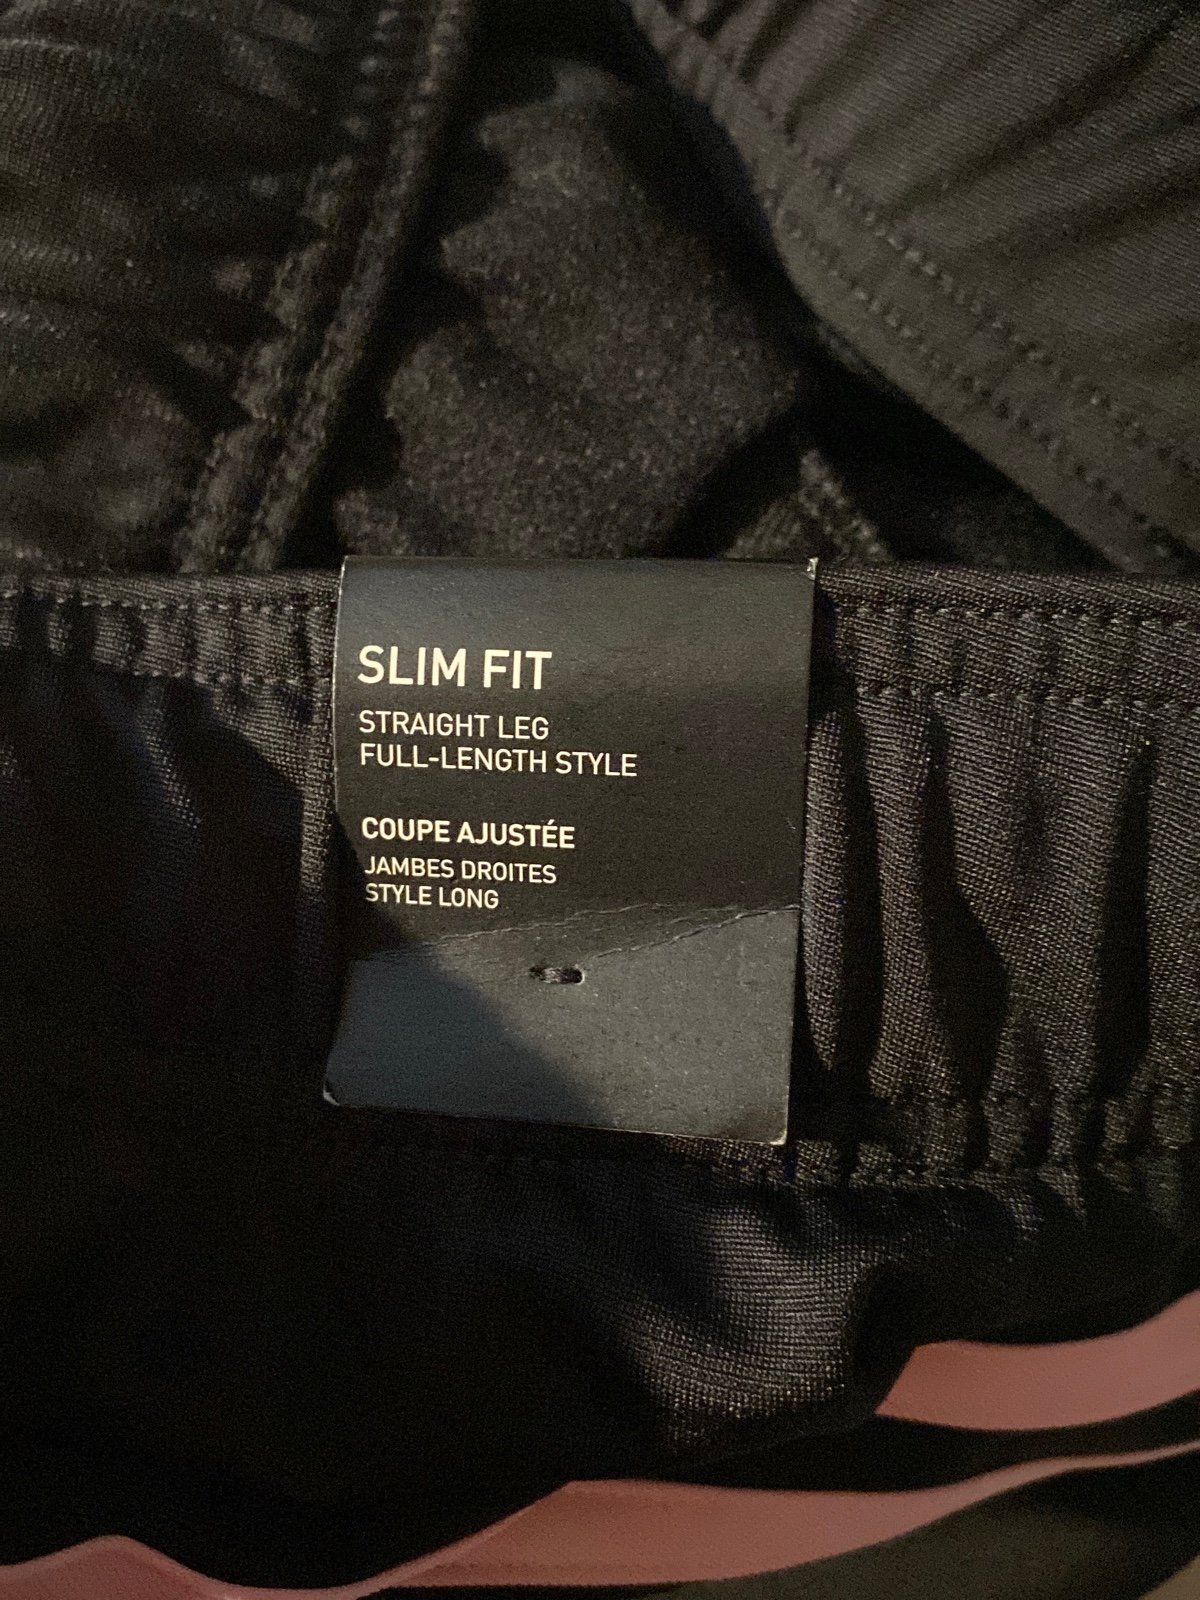 SLIM FIT
STRAIGHT LEG
FULL-LENGTH STYLE
COUPE AJUSTÉE
JAMBES DROITES
STYLE LONG